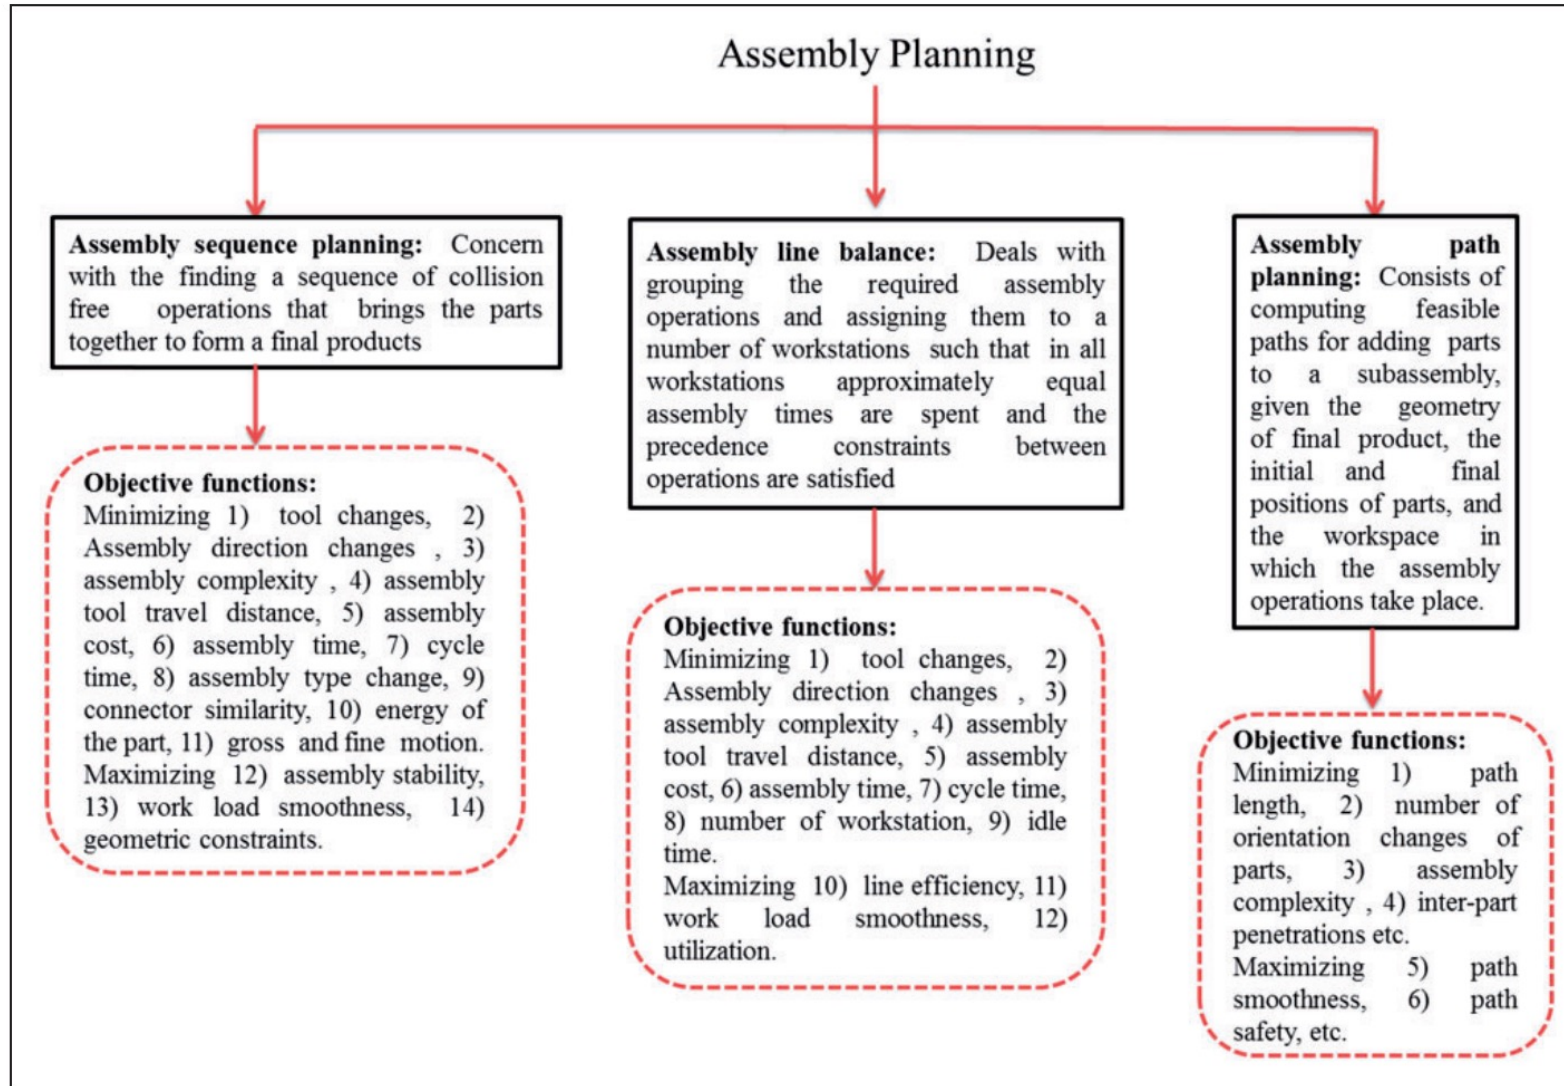 Assembly Planning
Assembly sequence planning: Concern
with the finding a sequence of collision
free operations that brings the parts
together to form a final products
Objective functions:
Minimizing 1) tool changes, 2)
Assembly direction changes , 3)
assembly complexity , 4) assembly
tool travel distance, 5) assembly
cost, 6) assembly time, 7) cycle
time, 8) assembly type change, 9)
connector similarity, 10) energy of
the part, 11) gross and fine motion.
Maximizing 12) assembly stability,
13) work load smoothness, 14)
geometric constraints.
Assembly line balance: Deals with
grouping the required assembly
operations and assigning them to a
number of workstations such that in all
workstations approximately equal
assembly times are spent and the
precedence constraints between
operations are satisfied
Objective functions:
Minimizing 1) tool changes, 2)
Assembly direction changes , 3)
assembly complexity , 4) assembly
tool travel distance, 5) assembly
cost, 6) assembly time, 7) cycle time,
8) number of workstation, 9) idle
time.
Maximizing 10) line efficiency, 11)
work load smoothness, 12)
utilization.
Assembly path
planning: Consists of
computing feasible
paths for adding parts
to a subassembly,
given the geometry
of final product, the
initial and final
positions of parts, and
the workspace in
which the assembly
operations take place.
Objective functions:
Minimizing 1) path
length, 2) number of
orientation changes of
parts, 3) assembly
complexity , 4) inter-part
penetrations etc.
Maximizing 5) path
smoothness, 6) path
safety, etc.